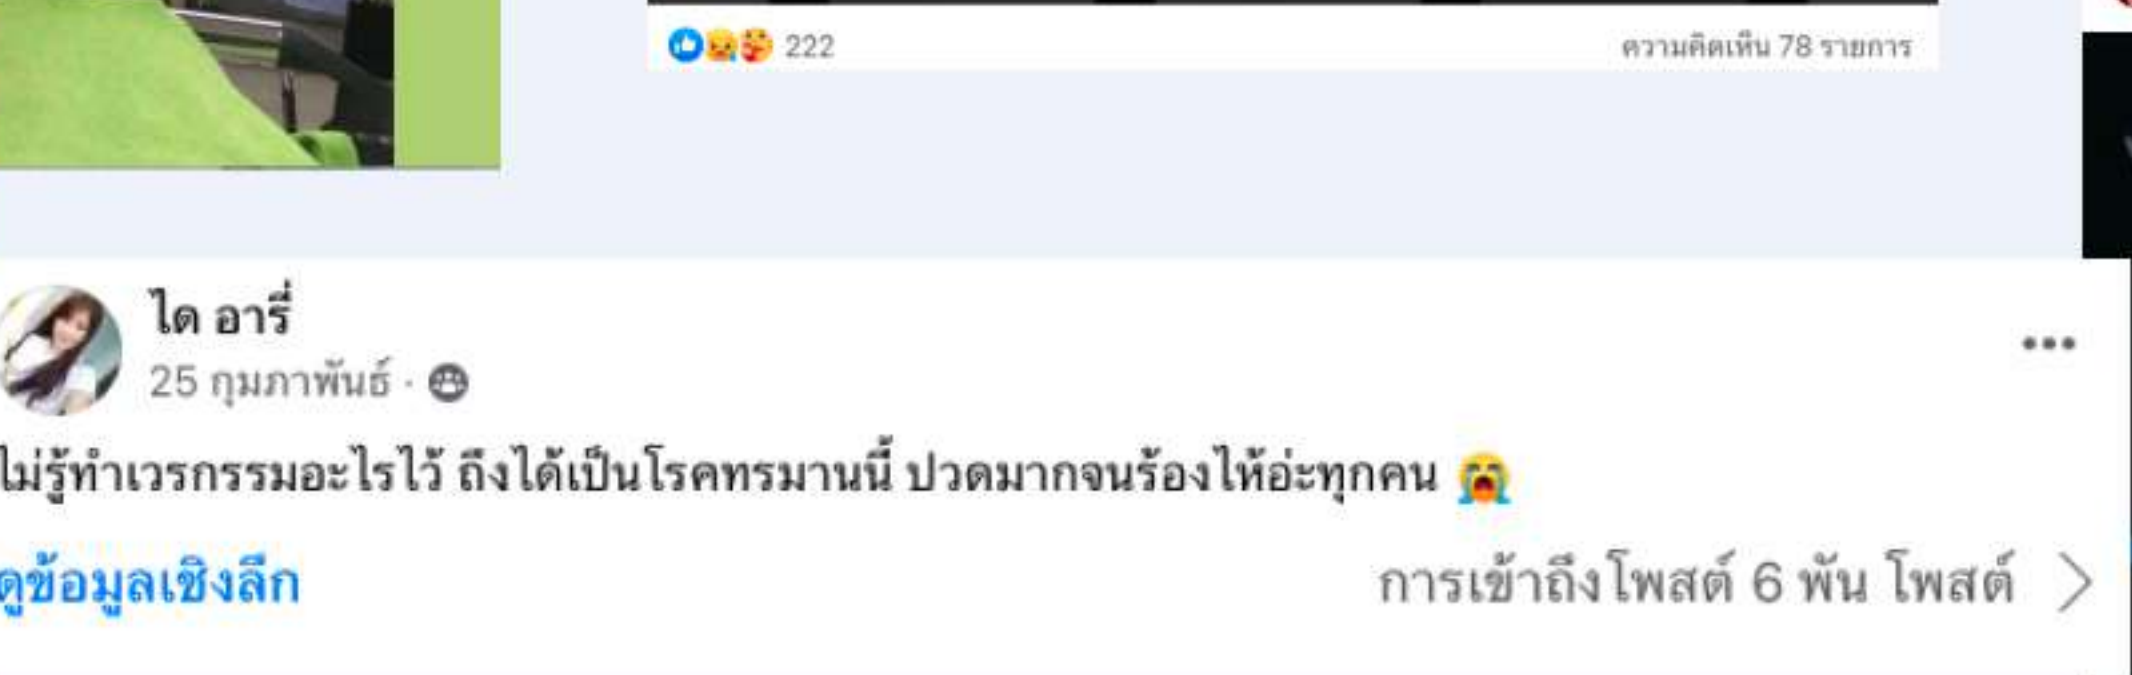 222
ความคิดเห็น 78 รายการ
ได อารี่
25 กุมภาพันธ์ ·
ไม่รู้ทำเวรกรรมอะไรไว้ ถึงได้เป็นโรคทรมานนี้ ปวดมากจนร้องไห้อ่ะทุกคน 😭
ดูข้อมูลเชิงลึก
การเข้าถึงโพสต์ 6 พัน โพสต์